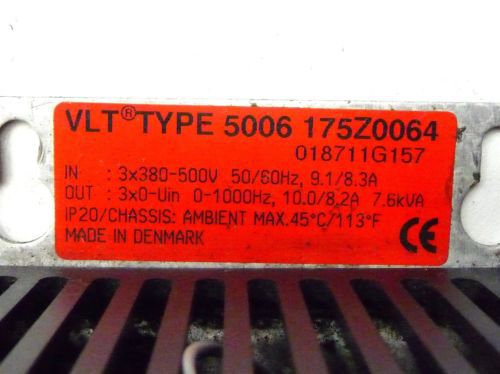 VLT® TYPE 5006 175Z0064
018711G157
IN : 3x380-500V 50/60Hz, 9.1/8.3A
OUT : 3x0-Uin 0-1000Hz, 10.0/8.2A 7.6kVA
IP20/CHASSIS: AMBIENT MAX.45°C/113°F
MADE IN DENMARK
CE